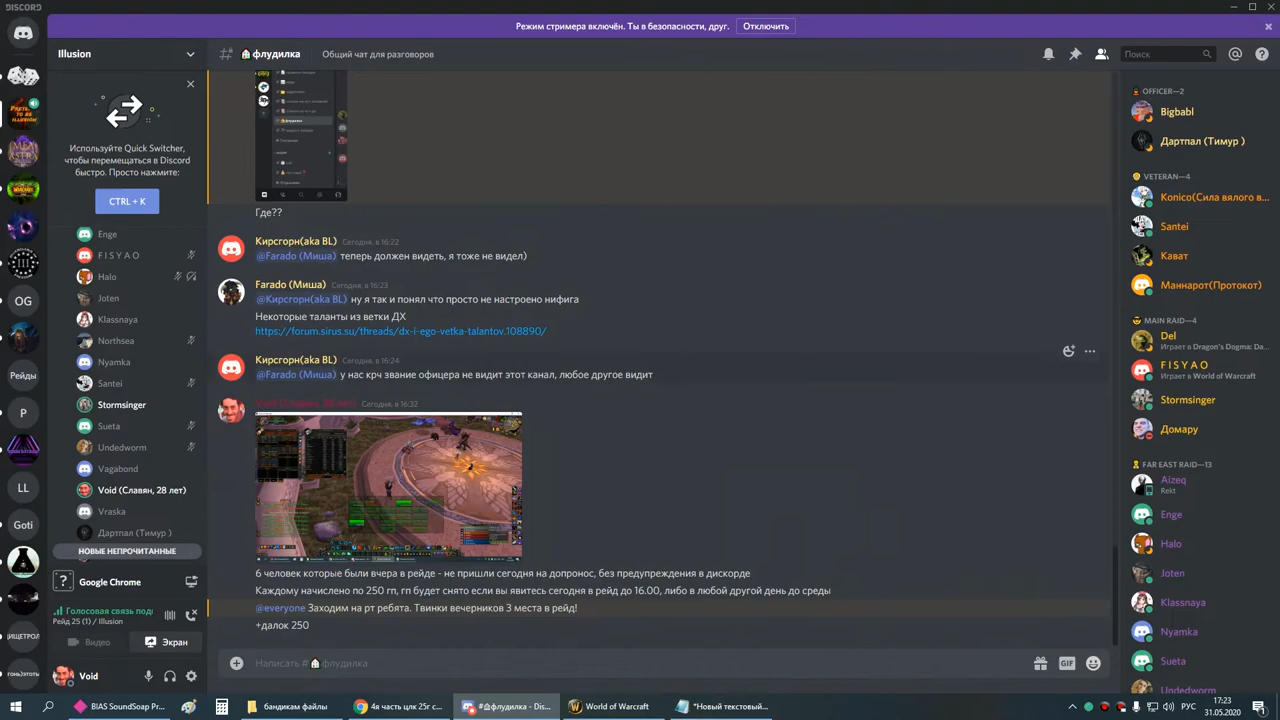 DISCORD
Режим стримера включён. Ты в безопасности, друг.
Отключить
Illusion
флудилка
Общий чат для разговоров
Поиск
Используйте Quick Switcher,
чтобы перемещаться в Discord
быстро. Просто нажмите:
CTRL + K
Enge
F I S Y A O
Halo
Joten
Klassnaya
Northsea
Nyamka
Santei
Stormsinger
Sueta
Undedworm
Vagabond
Void (Славян, 28 лет)
Vraska
Дартпал (Тимур )
НОВЫЕ НЕПРОЧИТАННЫЕ
Google Chrome
Голосовая связь под
Рейд 25 (1) / Illusion
Видео
Экран
Void
OG
Рейды
P
LL
Goti
Где??
Кирсгорн(aka BL) Сегодня, в 16:22
@Farado (Миша) теперь должен видеть, я тоже не видел)
Farado (Миша) Сегодня, в 16:23
@Кирсгорн(aka BL) ну я так и понял что просто не настроено нифига
Некоторые таланты из ветки ДХ
https://forum.sirus.su/threads/dx-i-ego-vetka-talantov.108890/
Кирсгорн(aka BL) Сегодня, в 16:24
@Farado (Миша) у нас крч звание офицера не видит этот канал, любое другое видит
Void (Славян, 28 лет) Сегодня, в 16:32
6 человек которые были вчера в рейде - не пришли сегодня на допронос, без предупреждения в дискорде
Каждому начислено по 250 гп, гп будет снято если вы явитесь сегодня в рейд до 16.00, либо в любой другой день до среды
@everyone Заходим на рт ребята. Твинки вечерников 3 места в рейд!
+далок 250
Написать #флудилка
GIF
OFFICER—2
Bigbabl
Дартпал (Тимур )
VETERAN—4
Konico(Сила вялого в...
Santei
Кават
Маннарот(Протокот)
MAIN RAID—4
Del
Играет в Dragon's Dogma: Da...
F I S Y A O
Играет в World of Warcraft
Stormsinger
Домару
FAR EAST RAID—13
Aizeq
Rekt
Enge
Halo
Joten
Klassnaya
Nyamka
Sueta
Undedworm
BIAS SoundSoap Pr...
бандикам файлы
4я часть цлк 25г с...
#флудилка - Dis...
World of Warcraft
*Новый текстовый...
РУС
17:23
31.05.2020